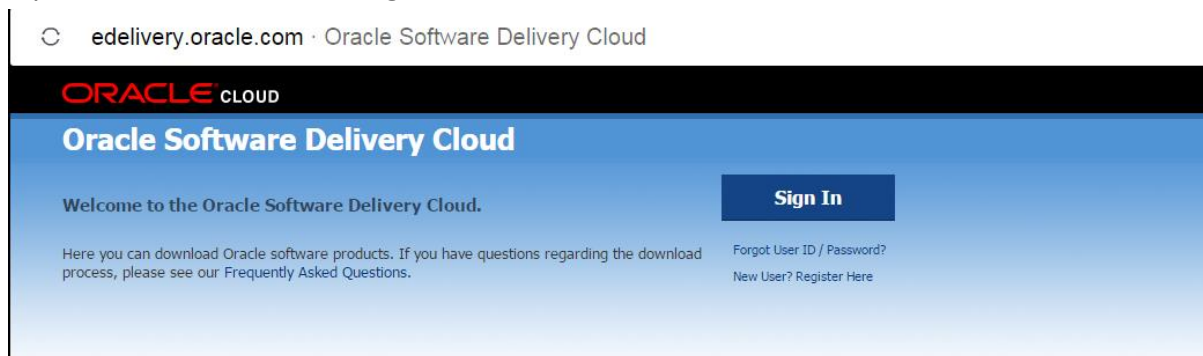 edelivery.oracle.com · Oracle Software Delivery Cloud
ORACLE CLOUD
Oracle Software Delivery Cloud
Welcome to the Oracle Software Delivery Cloud.
Sign In
Here you can download Oracle software products. If you have questions regarding the download
process, please see our Frequently Asked Questions.
Forgot User ID / Password?
New User? Register Here